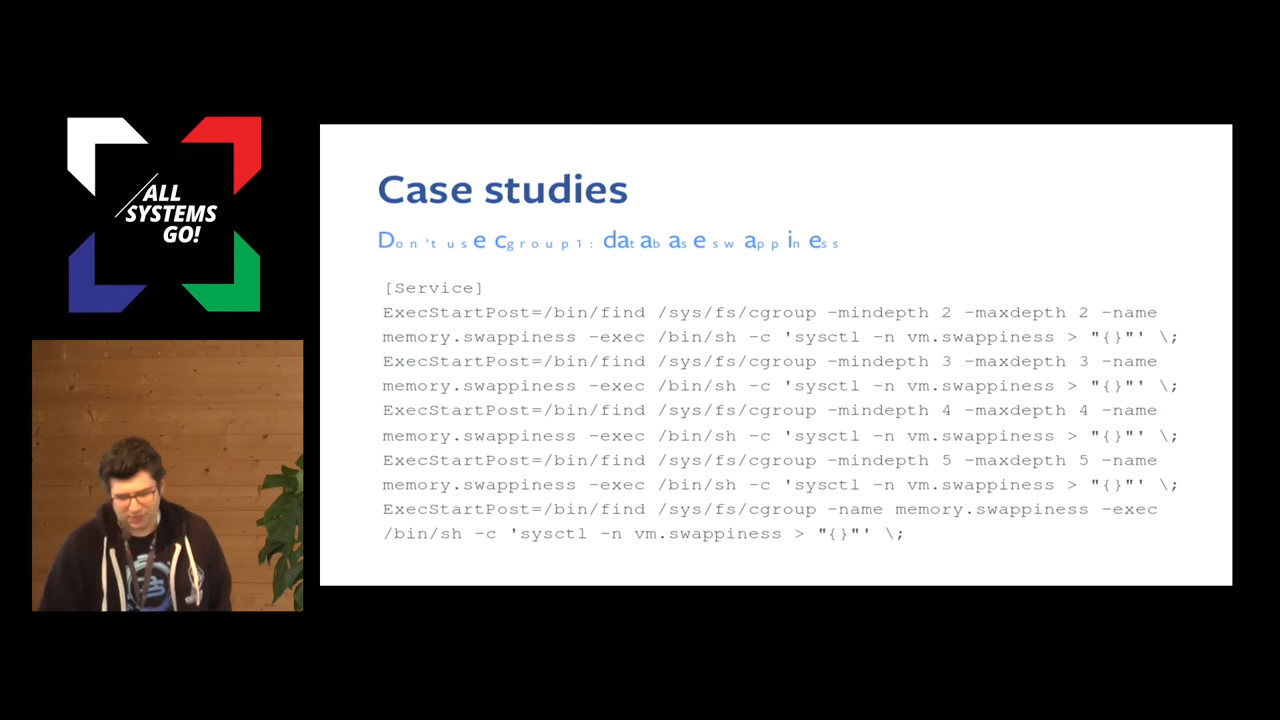 ALL
SYSTEMS
GO!
Case studies
Don't use cgroup1: database swappiness
[Service]
ExecStartPost=/bin/find /sys/fs/cgroup -mindepth 2 -maxdepth 2 -name
memory.swappiness -exec /bin/sh -c 'sysctl -n vm.swappiness > "{}"' \;
ExecStartPost=/bin/find /sys/fs/cgroup -mindepth 3 -maxdepth 3 -name
memory.swappiness -exec /bin/sh -c 'sysctl -n vm.swappiness > "{}"' \;
ExecStartPost=/bin/find /sys/fs/cgroup -mindepth 4 -maxdepth 4 -name
memory.swappiness -exec /bin/sh -c 'sysctl -n vm.swappiness > "{}"' \;
ExecStartPost=/bin/find /sys/fs/cgroup -mindepth 5 -maxdepth 5 -name
memory.swappiness -exec /bin/sh -c 'sysctl -n vm.swappiness > "{}"' \;
ExecStartPost=/bin/find /sys/fs/cgroup -name memory.swappiness -exec
/bin/sh -c 'sysctl -n vm.swappiness > "{}"' \;